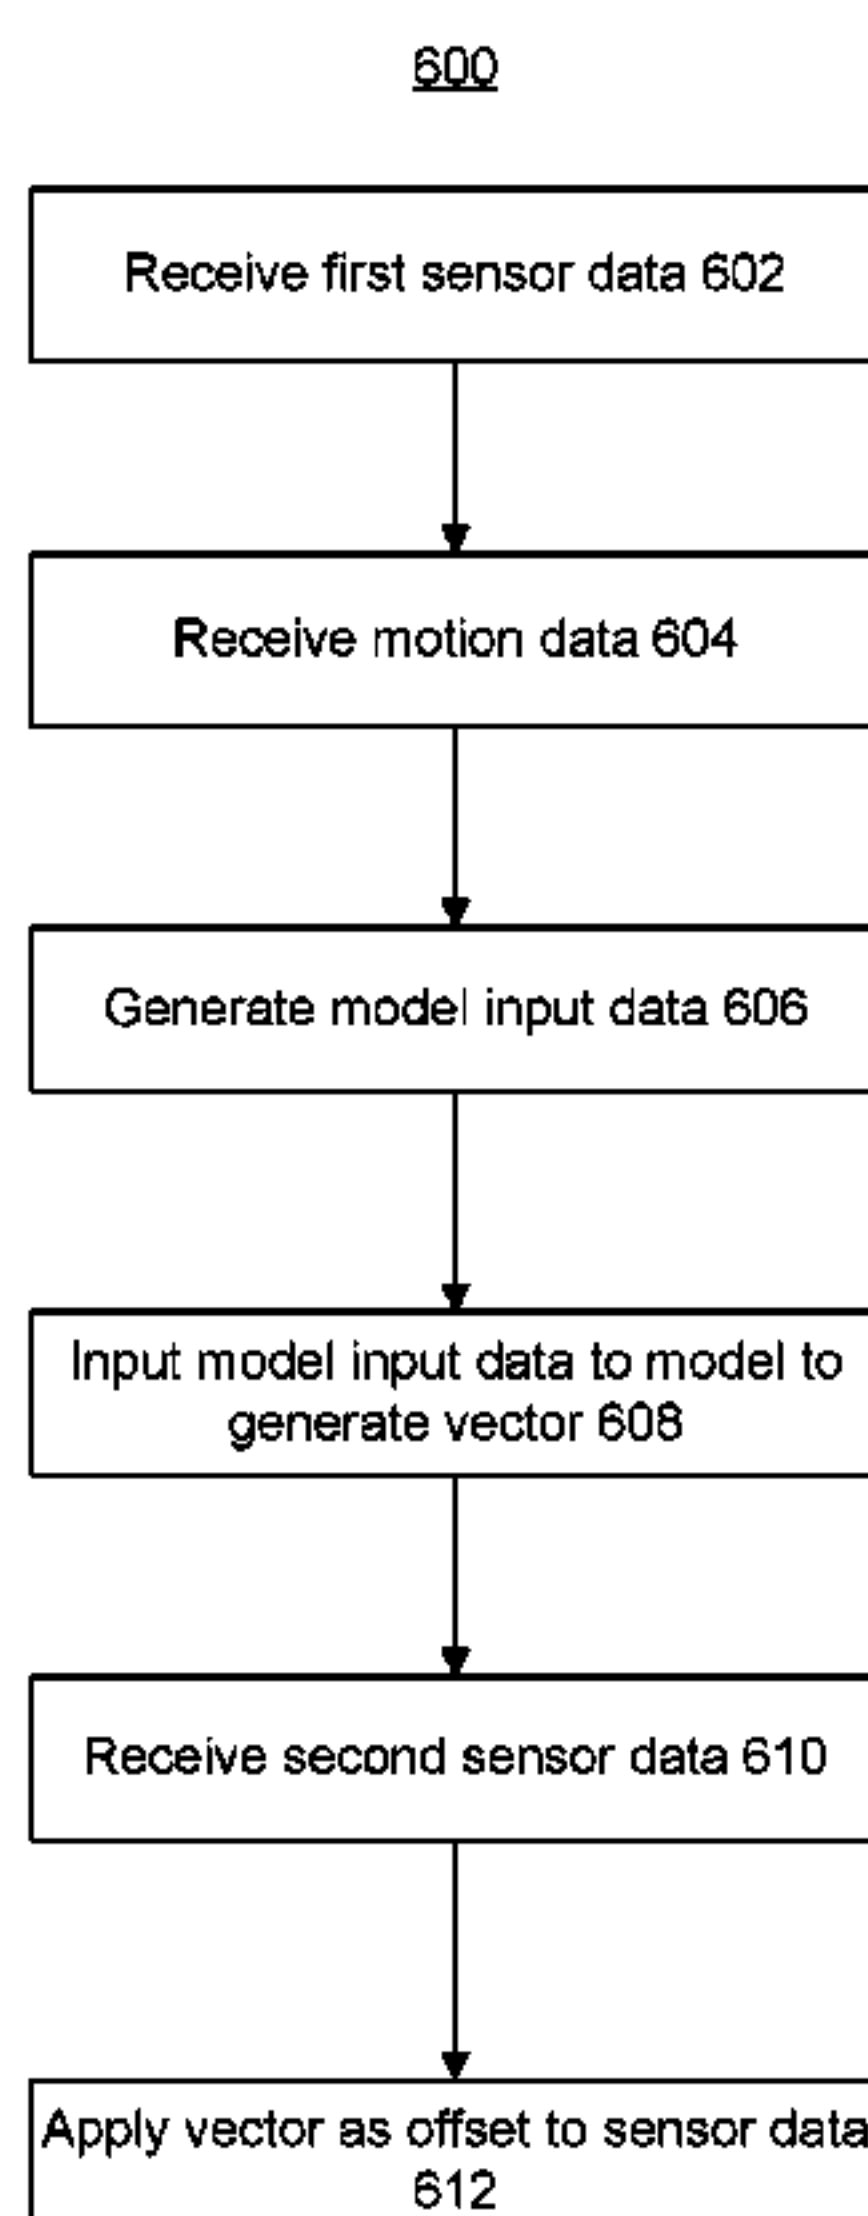 600
Receive first sensor data 602
Receive motion data 604
Generate model input data 606
Input model input data to model to
generate vector 608
Receive second sensor data 610
Apply vector as offset to sensor data
612